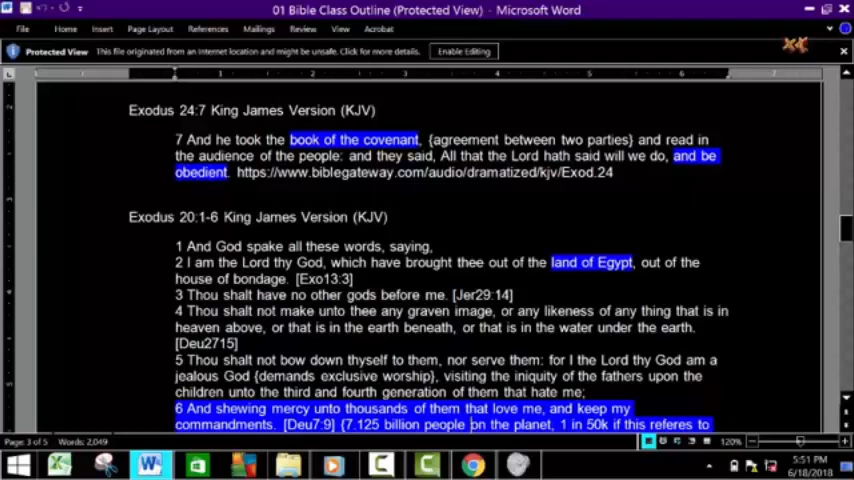 01 Bible Class Outline (Protected View) - Microsoft Word
File Home Insert Page Layout References Mailings Review View Acrobat
Protected View This file originated from an Internet location and might be unsafe. Click for more details. Enable Editing
1 2 3 4 5 6 7
Exodus 24:7 King James Version (KJV)
7 And he took the book of the covenant, {agreement between two parties} and read in
the audience of the people: and they said, All that the Lord hath said will we do, and be
obedient. https://www.biblegateway.com/audio/dramatized/kjv/Exod.24
Exodus 20:1-6 King James Version (KJV)
1 And God spake all these words, saying,
2 I am the Lord thy God, which have brought thee out of the land of Egypt, out of the
house of bondage. [Exo13:3]
3 Thou shalt have no other gods before me. [Jer29:14]
4 Thou shalt not make unto thee any graven image, or any likeness of any thing that is in
heaven above, or that is in the earth beneath, or that is in the water under the earth.
[Deu2715]
5 Thou shalt not bow down thyself to them, nor serve them: for I the Lord thy God am a
jealous God {demands exclusive worship}, visiting the iniquity of the fathers upon the
children unto the third and fourth generation of them that hate me;
6 And shewing mercy unto thousands of them that love me, and keep my
commandments. [Deu7:9] {7.125 billion people on the planet, 1 in 50k if this referes to
Page: 3 of 5 Words: 2,049 120%
5:51 PM
6/18/2018